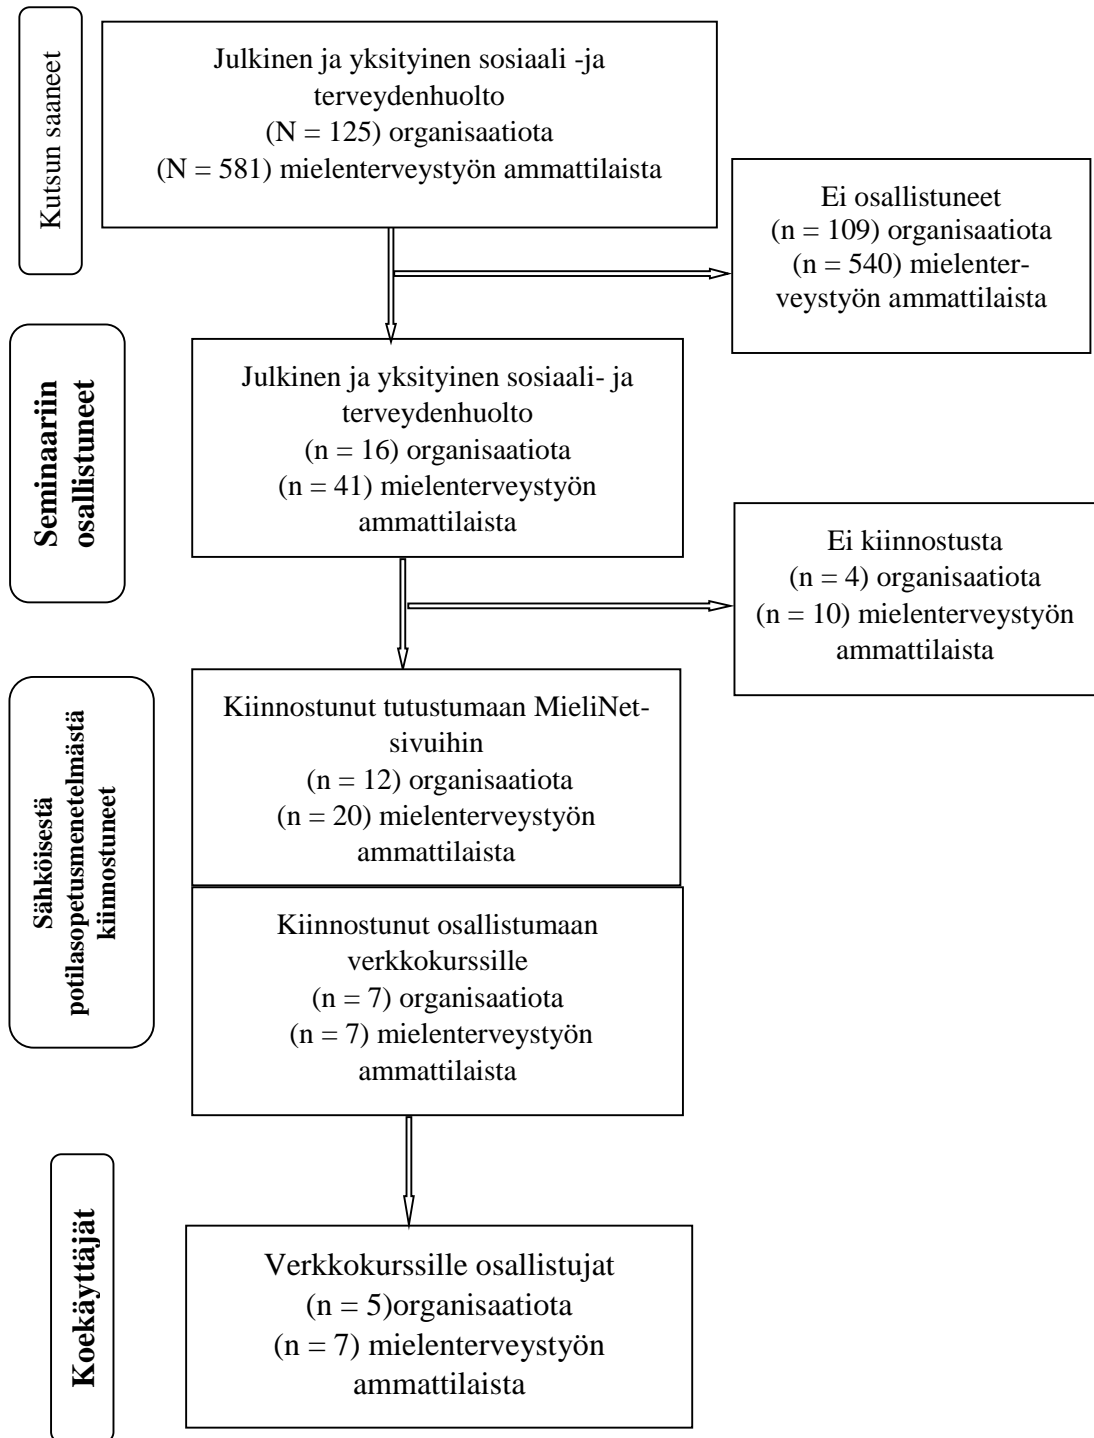 Kutsun saaneet
Julkinen ja yksityinen sosiaali -ja
terveydenhuolto
(N = 125) organisaatiota
(N = 581) mielenterveystyön ammattilaista
Ei osallistuneet
(n = 109) organisaatiota
(n = 540) mielenter-
veystyön ammattilaista
Seminaariin
osallistuneet
Julkinen ja yksityinen sosiaali- ja
terveydenhuolto
(n = 16) organisaatiota
(n = 41) mielenterveystyön
ammattilaista
Ei kiinnostusta
(n = 4) organisaatiota
(n = 10) mielenterveystyön
ammattilaista
Sähköisestä
potilasopetusmenetelmästä
kiinnostuneet
Kiinnostunut tutustumaan MieliNet-
sivuihin
(n = 12) organisaatiota
(n = 20) mielenterveystyön
ammattilaista
Kiinnostunut osallistumaan
verkkokurssille
(n = 7) organisaatiota
(n = 7) mielenterveystyön
ammattilaista
Koekäyttäjät
Verkkokurssille osallistujat
(n = 5)organisaatiota
(n = 7) mielenterveystyön
ammattilaista